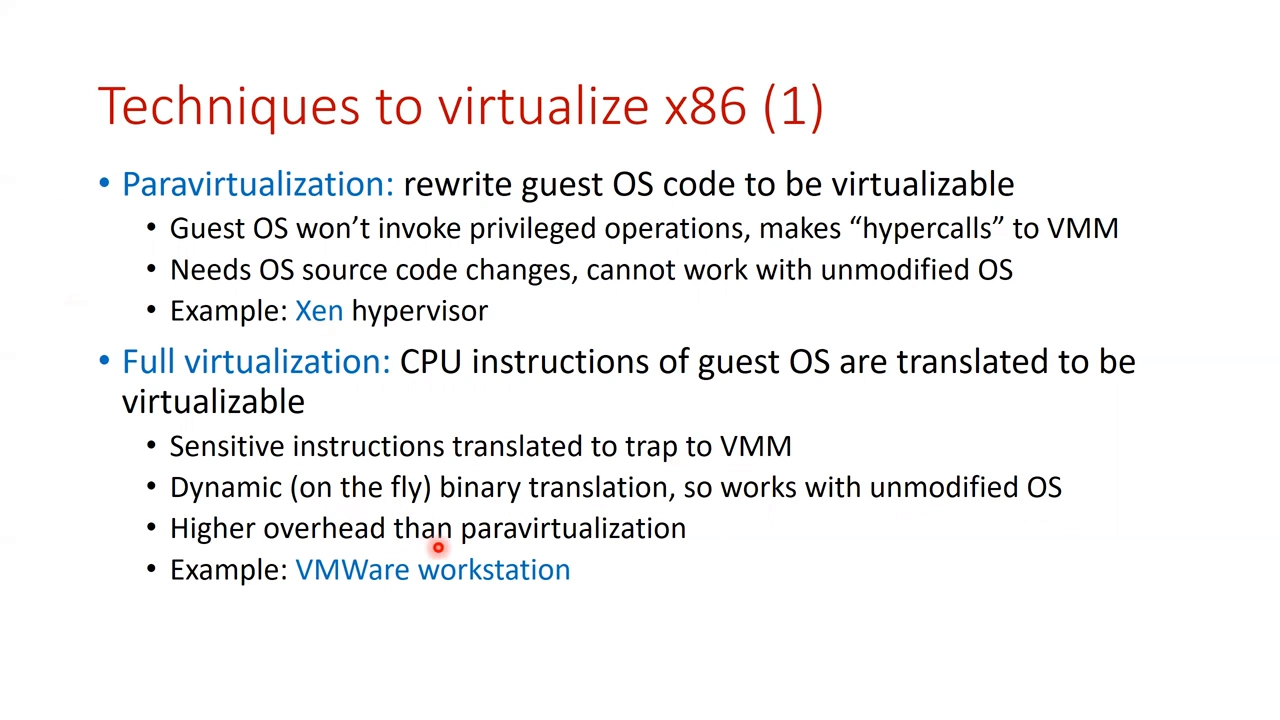 Techniques to virtualize x86 (1)
• Paravirtualization: rewrite guest OS code to be virtualizable
• Guest OS won’t invoke privileged operations, makes “hypercalls” to VMM
• Needs OS source code changes, cannot work with unmodified OS
• Example: Xen hypervisor
• Full virtualization: CPU instructions of guest OS are translated to be
virtualizable
• Sensitive instructions translated to trap to VMM
• Dynamic (on the fly) binary translation, so works with unmodified OS
• Higher overhead than paravirtualization
• Example: VMWare workstation